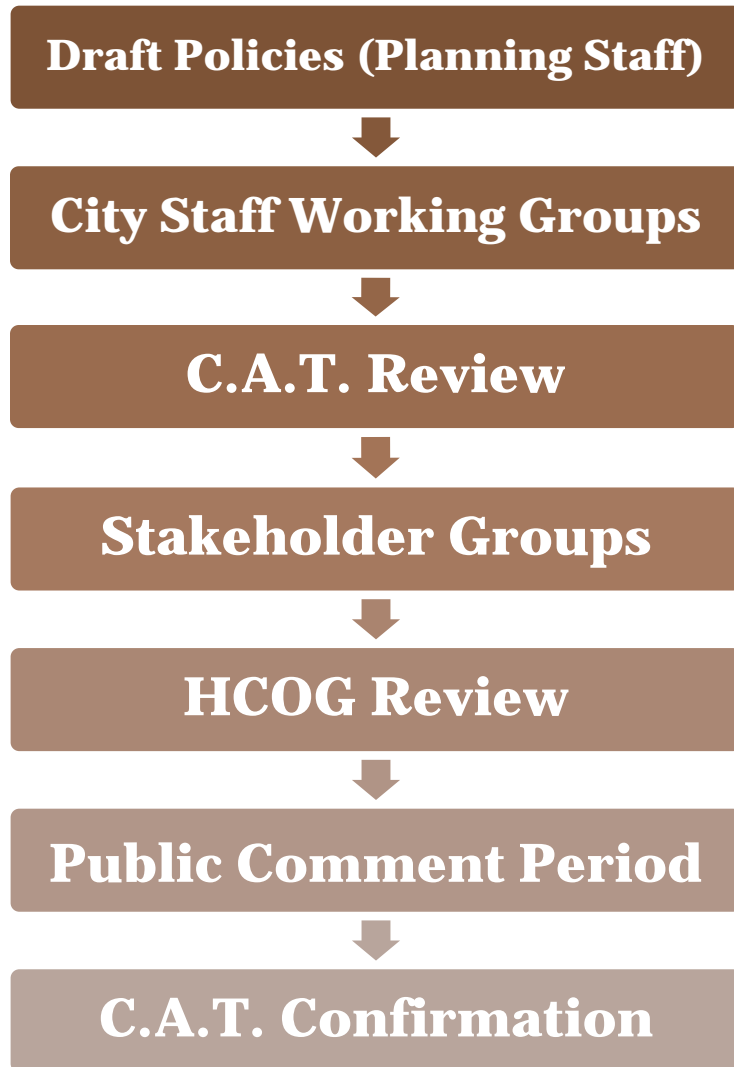 Draft Policies (Planning Staff)
City Staff Working Groups
C.A.T. Review
Stakeholder Groups
HCOG Review
Public Comment Period
C.A.T. Confirmation